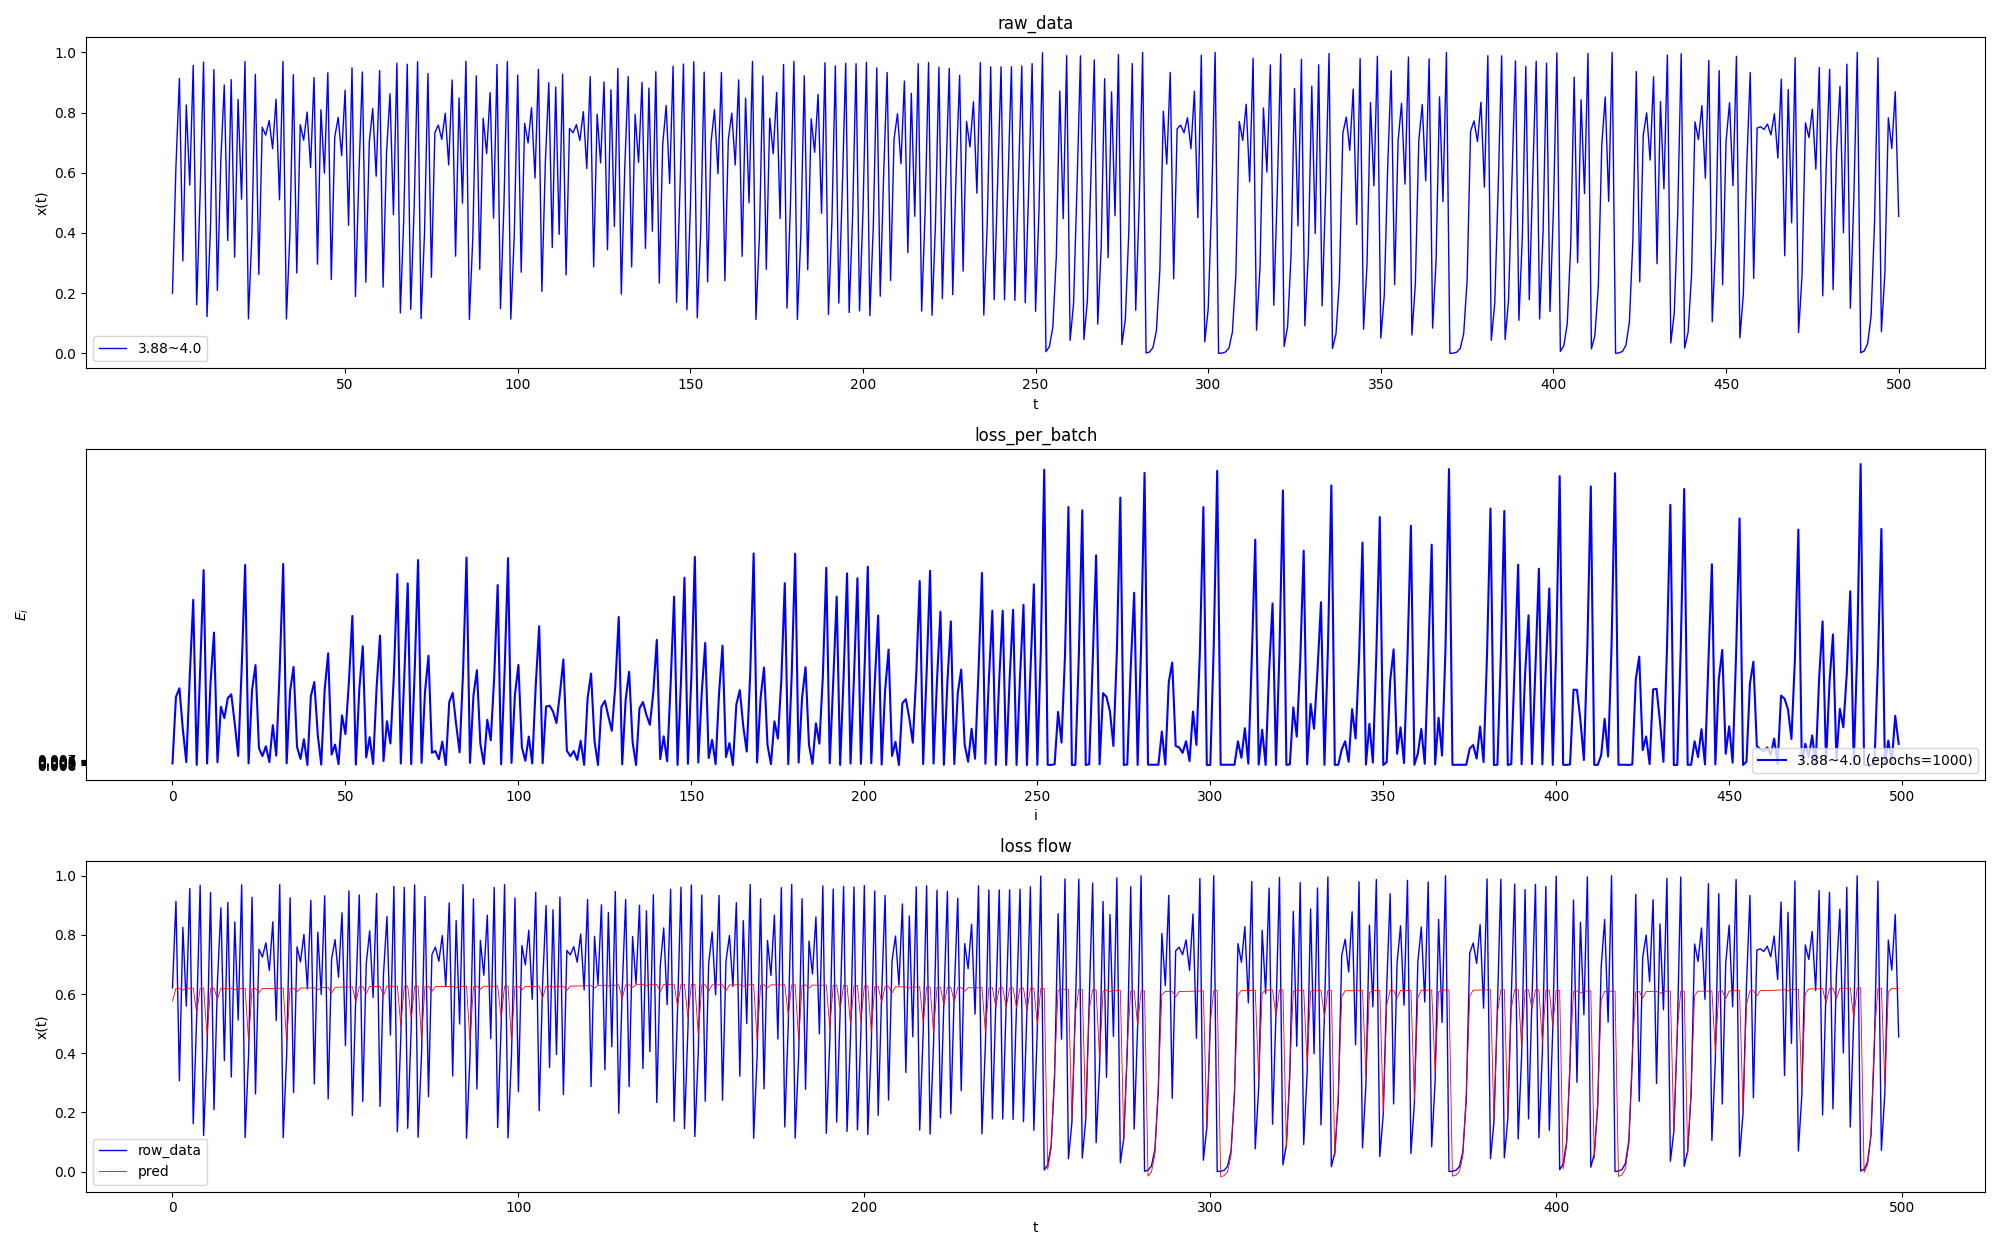 raw_data
x(t)
1.0
0.8
0.6
0.4
0.2
0.0
3.88~4.0
50 100 150 200 250 300 350 400 450 500
t
loss_per_batch
E_i
3.88~4.0 (epochs=1000)
0 50 100 150 200 250 300 350 400 450 500
i
loss flow
x(t)
1.0
0.8
0.6
0.4
0.2
0.0
row_data
pred
0 100 200 300 400 500
t